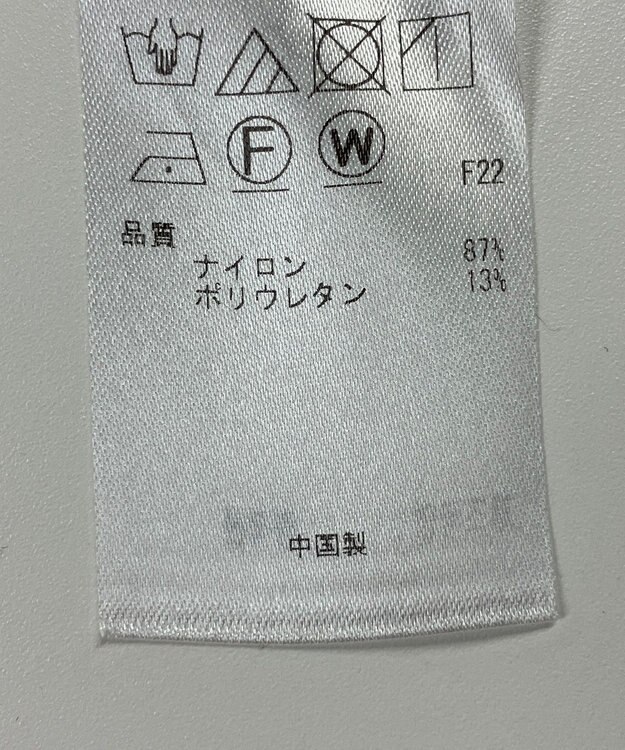 F W F22
品質
ナイロン 87%
ポリウレタン 13%
中国製